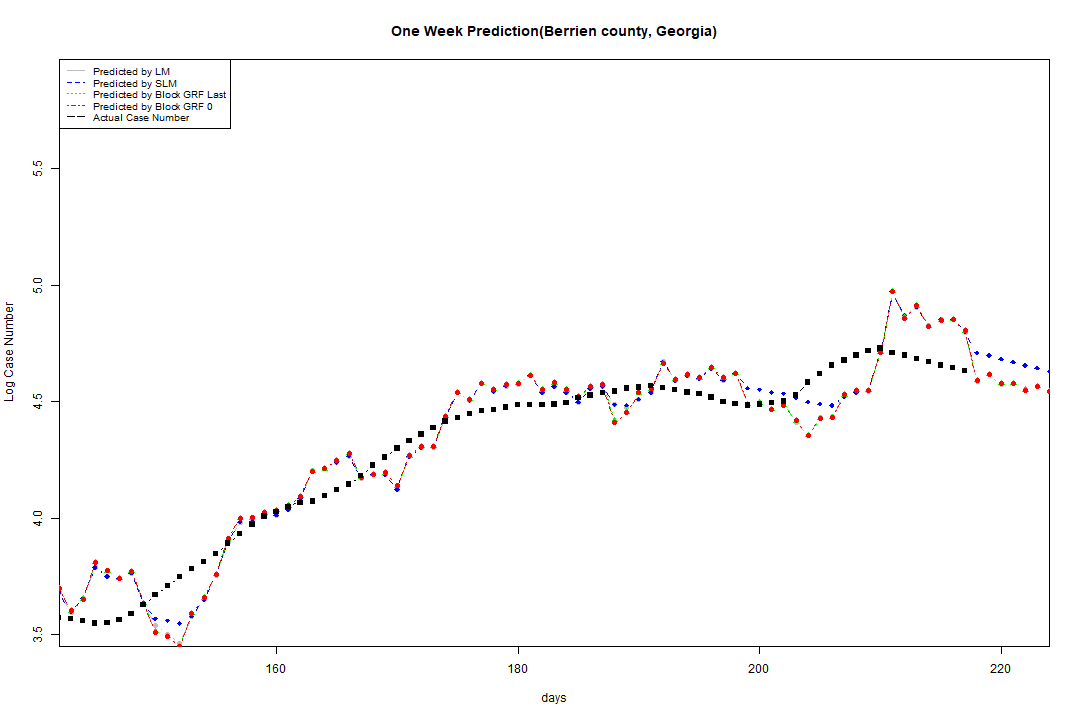 One Week Prediction(Berrien county, Georgia)
Predicted by LM
Predicted by SLM
Predicted by Block GRF Last
Predicted by Block GRF 0
Actual Case Number
5.5
5.0
4.5
4.0
3.5
Log Case Number
160 180 200 220
days